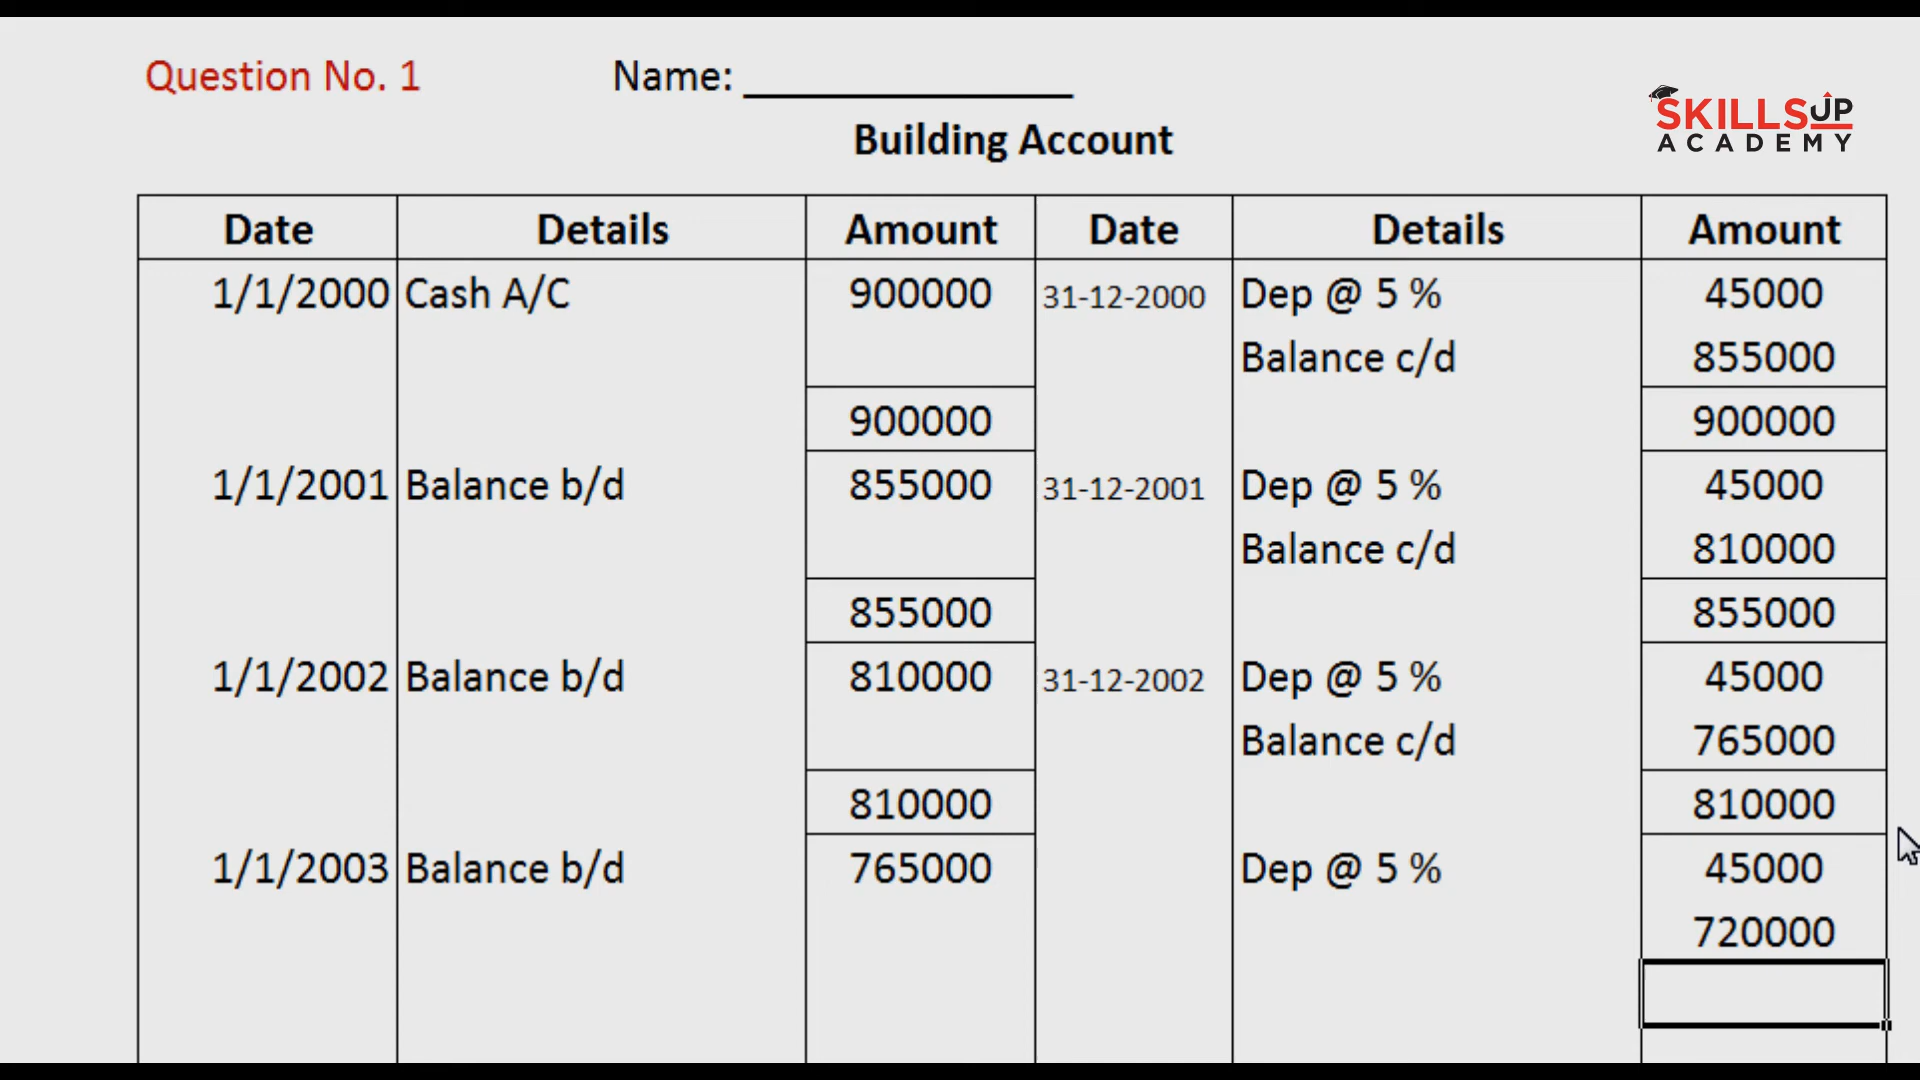 Question No. 1 Name: _______________
SKILLSUP
ACADEMY
Building Account
Date Details Amount Date Details Amount
1/1/2000 Cash A/C 900000 31-12-2000 Dep @ 5 % 45000
Balance c/d 855000
900000 900000
1/1/2001 Balance b/d 855000 31-12-2001 Dep @ 5 % 45000
Balance c/d 810000
855000 855000
1/1/2002 Balance b/d 810000 31-12-2002 Dep @ 5 % 45000
Balance c/d 765000
810000 810000
1/1/2003 Balance b/d 765000 Dep @ 5 % 45000
720000